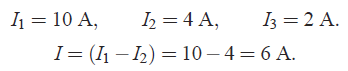 I₁ = 10 A, I₂ = 4 A, I₃ = 2 A.
I = (I₁ – I₂) = 10 – 4 = 6 A.